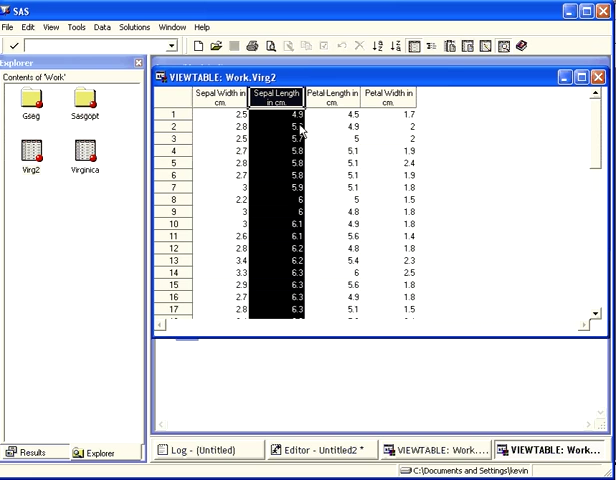 SAS
File Edit View Tools Data Solutions Window Help
Explorer
Contents of 'Work'
Gseg Sasgopt
Virg2 Virginica
VIEWTABLE: Work.Virg2
Sepal Width in cm. Sepal Length in cm. Petal Length in cm. Petal Width in cm.
1 2.5 4.9 4.5 1.7
2 2.8 4.9 2
3 2.5 5.7 5 2
4 2.7 5.8 5.1 1.9
5 2.8 5.8 5.1 2.4
6 2.7 5.8 5.1 1.9
7 3 5.9 5.1 1.8
8 2.2 6 5 1.5
9 3 6 4.8 1.8
10 3 6.1 4.9 1.8
11 2.6 6.1 5.6 1.4
12 2.8 6.2 4.8 1.8
13 3.4 6.2 5.4 2.3
14 3.3 6.3 6 2.5
15 2.9 6.3 5.6 1.8
16 2.7 6.3 4.9 1.8
17 2.8 6.3 5.1 1.5
Results Explorer
Log - (Untitled) Editor - Untitled2 * VIEWTABLE: Work.... VIEWTABLE: Work...
C:\Documents and Settings\kevin